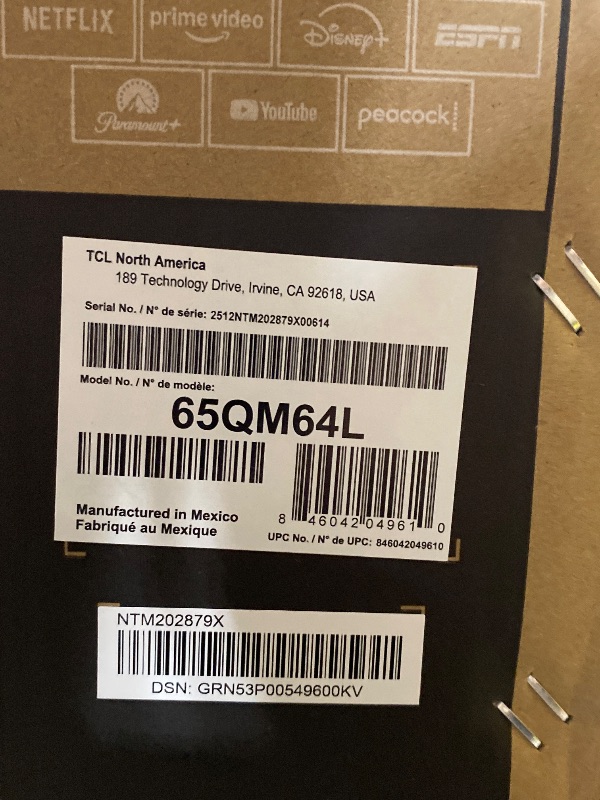 NETFLIX prime video Disney+ ESPN
Paramount+ YouTube peacock
TCL North America
189 Technology Drive, Irvine, CA 92618, USA
Serial No. / N° de série: 2512NTM202879X00614
Model No. / N° de modèle:
65QM64L
Manufactured in Mexico
Fabriqué au Mexique
8 46042 04961 0
UPC No. / N° de UPC: 846042049610
NTM202879X
DSN: GRN53P00549600KV